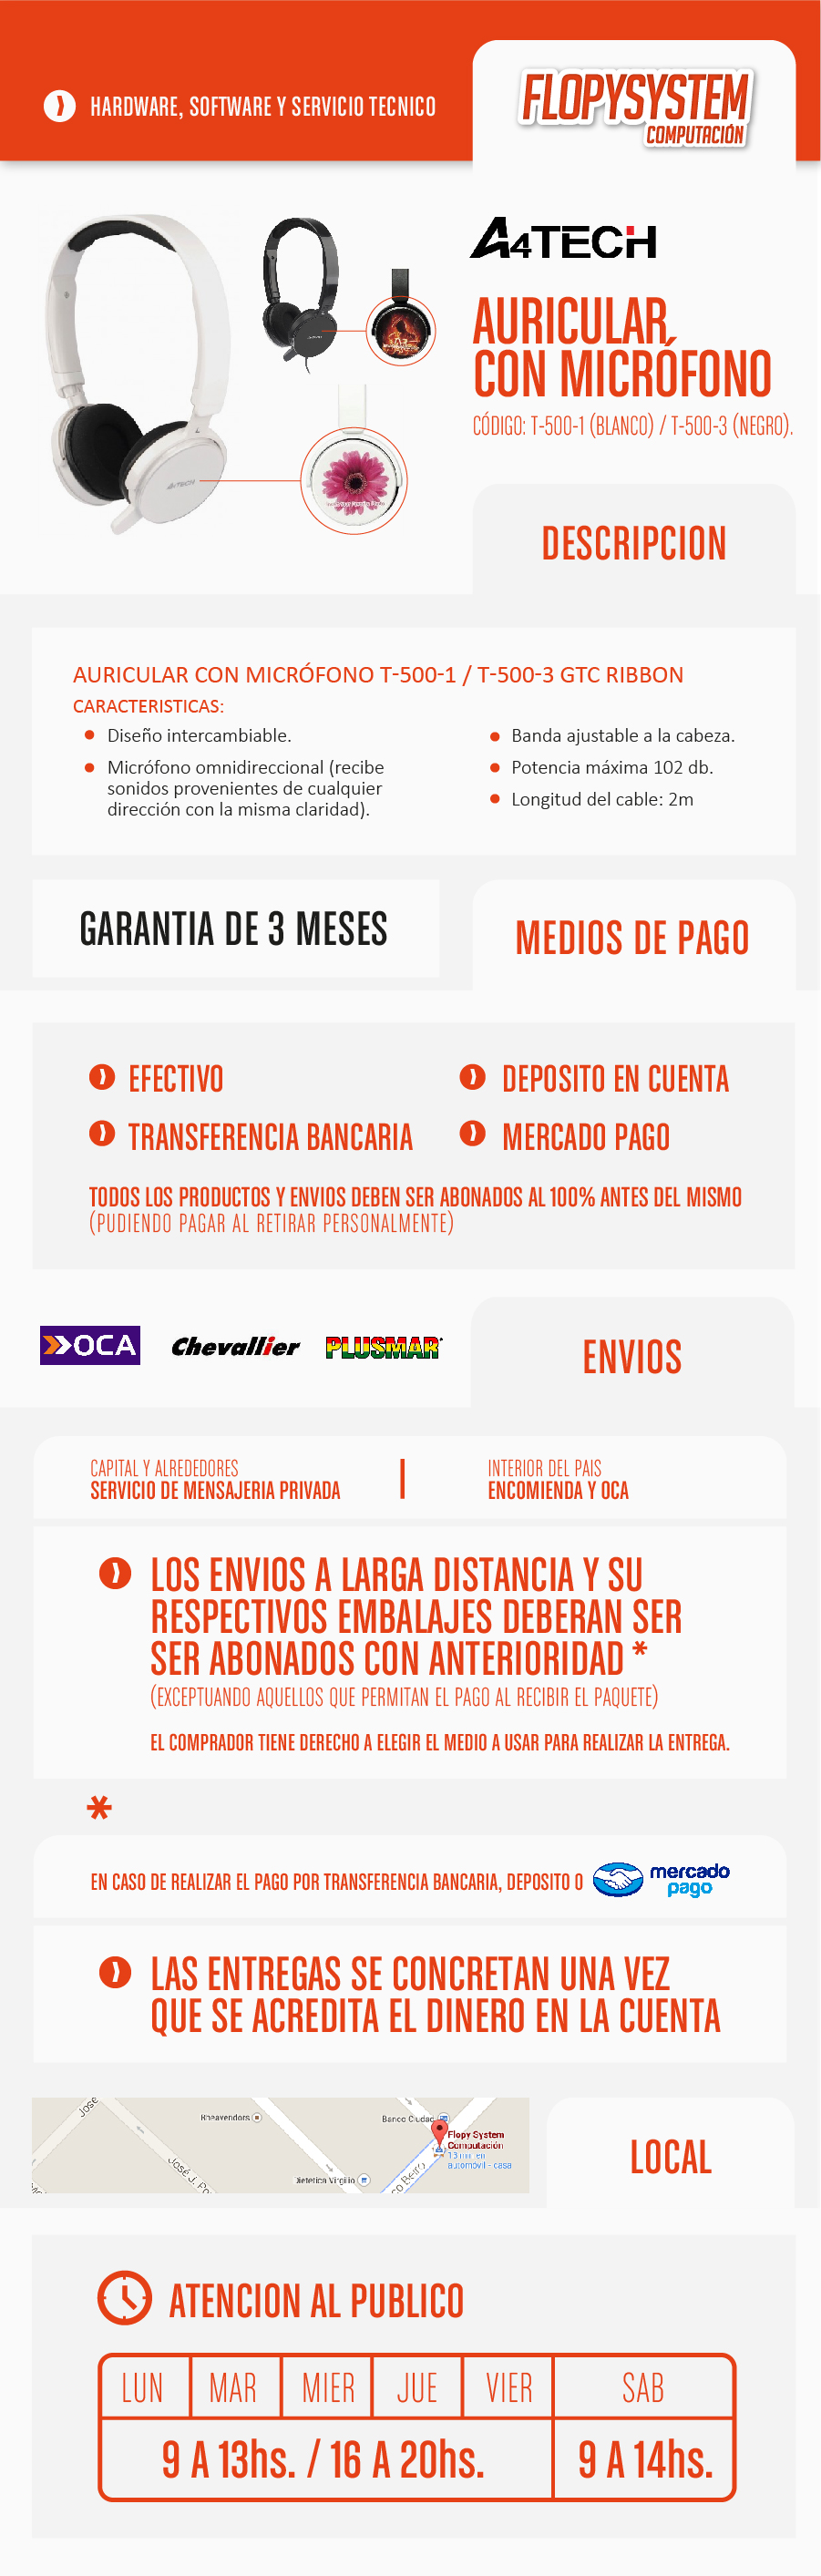 HARDWARE, SOFTWARE Y SERVICIO TECNICO
FLOPYSYSTEM
COMPUTACIÓN
A4TECH
AURICULAR
CON MICRÓFONO
CÓDIGO: T-500-1 (BLANCO) / T-500-3 (NEGRO).
A4TECH
DESCRIPCION
AURICULAR CON MICRÓFONO T-500-1 / T-500-3 GTC RIBBON
CARACTERISTICAS:
Diseño intercambiable.
Micrófono omnidireccional (recibe
sonidos provenientes de cualquier
dirección con la misma claridad).
Banda ajustable a la cabeza.
Potencia máxima 102 db.
Longitud del cable: 2m
GARANTIA DE 3 MESES
MEDIOS DE PAGO
EFECTIVO
DEPOSITO EN CUENTA
TRANSFERENCIA BANCARIA
MERCADO PAGO
TODOS LOS PRODUCTOS Y ENVIOS DEBEN SER ABONADOS AL 100% ANTES DEL MISMO
(PUDIENDO PAGAR AL RETIRAR PERSONALMENTE)
OCA
Chevallier
PLUSMAR
ENVIOS
CAPITAL Y ALREDEDORES
SERVICIO DE MENSAJERIA PRIVADA
INTERIOR DEL PAIS
ENCOMIENDA Y OCA
LOS ENVIOS A LARGA DISTANCIA Y SU
RESPECTIVOS EMBALAJES DEBERAN SER
SER ABONADOS CON ANTERIORIDAD *
(EXCEPTUANDO AQUELLOS QUE PERMITAN EL PAGO AL RECIBIR EL PAQUETE)
EL COMPRADOR TIENE DERECHO A ELEGIR EL MEDIO A USAR PARA REALIZAR LA ENTREGA.
*
EN CASO DE REALIZAR EL PAGO POR TRANSFERENCIA BANCARIA, DEPOSITO O
mercado
pago
LAS ENTREGAS SE CONCRETAN UNA VEZ
QUE SE ACREDITA EL DINERO EN LA CUENTA
José
José J.
Banco Ciudad
Flopy System
Computación
13 min en
automóvil - casa
Dietetica Virgilio
LOCAL
ATENCION AL PUBLICO
LUN MAR MIER JUE VIER SAB
9 A 13hs. / 16 A 20hs. 9 A 14hs.